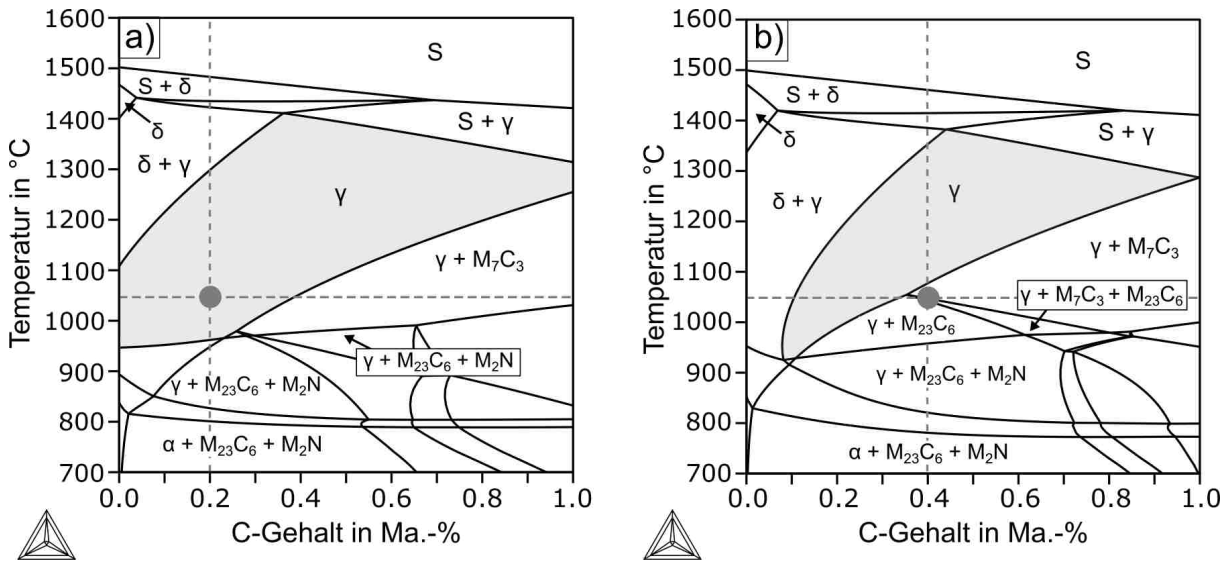 a)
Temperatur in °C
1600
1500
1400
1300
1200
1100
1000
900
800
700
S
S + δ
δ
S + γ
δ + γ
γ
γ + M₇C₃
γ + M₂₃C₆ + M₂N
γ + M₂₃C₆ + M₂N
α + M₂₃C₆ + M₂N
0.0 0.2 0.4 0.6 0.8 1.0
C-Gehalt in Ma.-%
b)
Temperatur in °C
1600
1500
1400
1300
1200
1100
1000
900
800
700
S
S + δ
δ
S + γ
δ + γ
γ
γ + M₇C₃
γ + M₇C₃ + M₂₃C₆
γ + M₂₃C₆
γ + M₂₃C₆ + M₂N
α + M₂₃C₆ + M₂N
0.0 0.2 0.4 0.6 0.8 1.0
C-Gehalt in Ma.-%